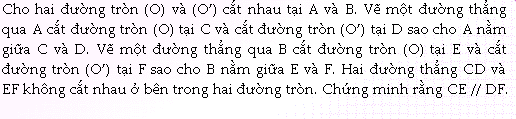 Cho hai đường tròn (O) và (O’) cắt nhau tại A và B. Vẽ một đường thẳng
qua A cắt đường tròn (O) tại C và cắt đường tròn (O’) tại D sao cho A nằm
giữa C và D. Vẽ một đường thẳng qua B cắt đường tròn (O) tại E và cắt
đường tròn (O’) tại F sao cho B nằm giữa E và F. Hai đường thẳng CD và
EF không cắt nhau ở bên trong hai đường tròn. Chứng minh rằng CE // DF.